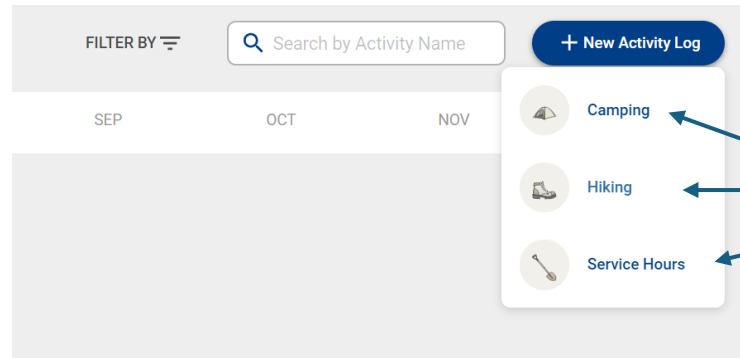 FILTER BY
Search by Activity Name
+ New Activity Log
SEP OCT NOV
Camping
Hiking
Service Hours